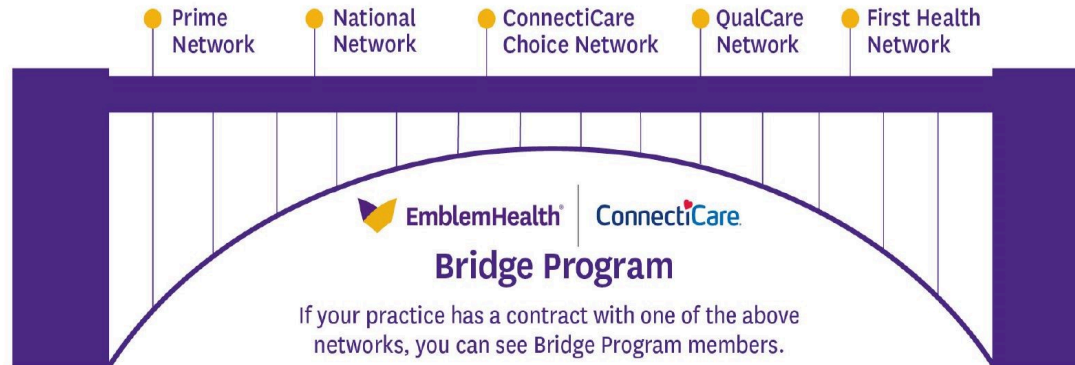 Prime
Network
National
Network
ConnectiCare
Choice Network
QualCare
Network
First Health
Network
EmblemHealth®
ConnectiCare.
Bridge Program
If your practice has a contract with one of the above
networks, you can see Bridge Program members.